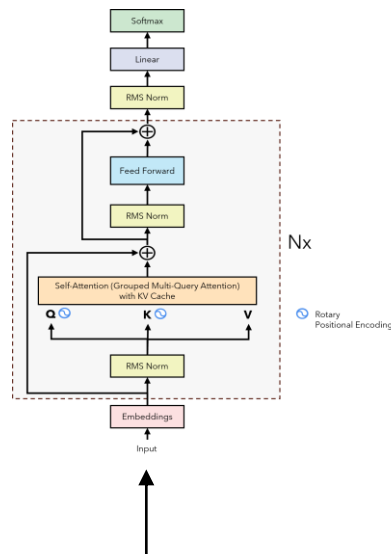 Softmax
Linear
RMS Norm
Feed Forward
RMS Norm
Nx
Self-Attention (Grouped Multi-Query Attention)
with KV Cache
Q K V
Rotary
Positional Encoding
RMS Norm
Embeddings
Input